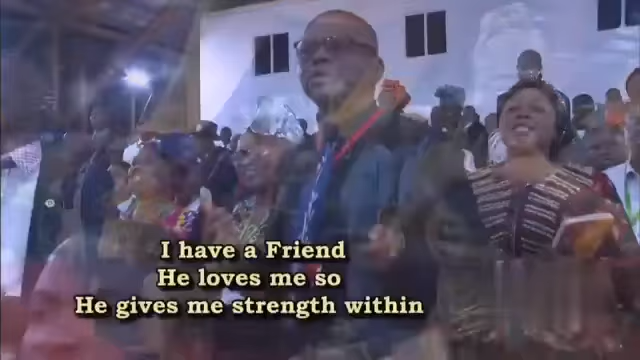 I have a Friend
He loves me so
He gives me strength within